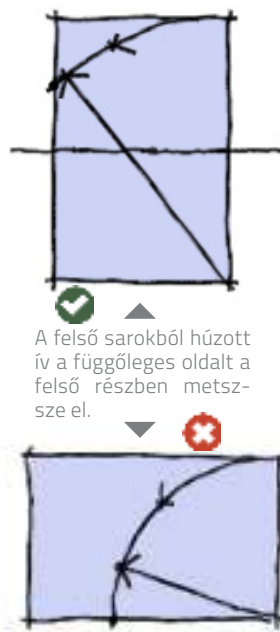 A felső sarokból húzott
ív a függőleges oldalt a
felső részben metsz-
sze el.